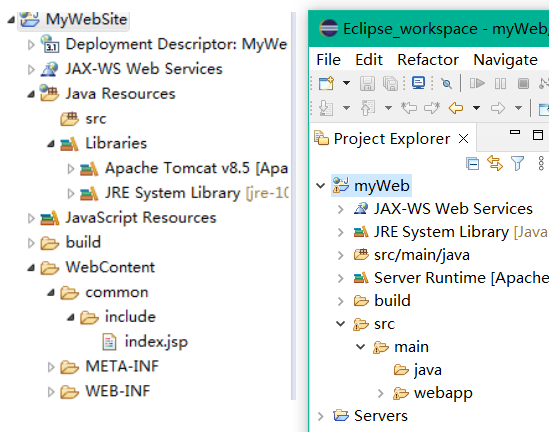 MyWebSite
3.1 Deployment Descriptor: MyWe
JAX-WS Web Services
Java Resources
src
Libraries
Apache Tomcat v8.5 [Apa
JRE System Library [jre-10
JavaScript Resources
build
WebContent
common
include
index.jsp
META-INF
WEB-INF
Eclipse_workspace - myWeb
File Edit Refactor Navigate
Project Explorer
myWeb
JAX-WS Web Services
JRE System Library [Java
src/main/java
Server Runtime [Apache
build
src
main
java
webapp
Servers